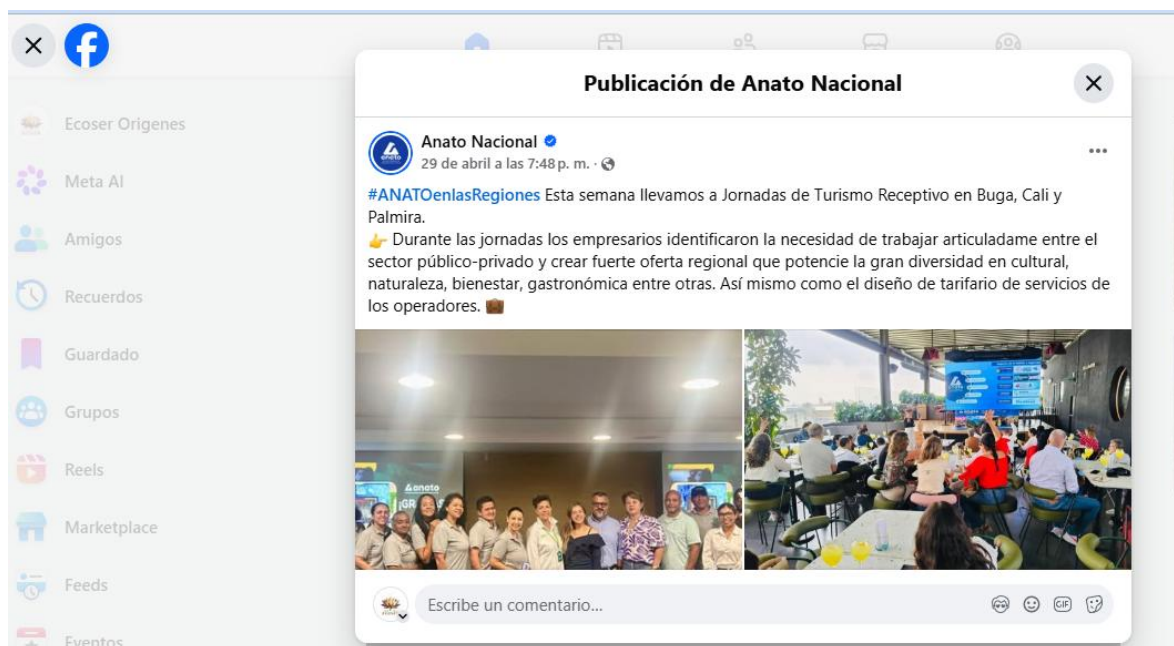 Publicación de Anato Nacional
Ecoser Origenes
Meta AI
Amigos
Recuerdos
Guardado
Grupos
Reels
Marketplace
Feeds
Eventos
Anato Nacional
29 de abril a las 7:48 p. m. ·
#ANATOenlasRegiones Esta semana llevamos a Jornadas de Turismo Receptivo en Buga, Cali y
Palmira.
👉 Durante las jornadas los empresarios identificaron la necesidad de trabajar articuladame entre el
sector público-privado y crear fuerte oferta regional que potencie la gran diversidad en cultural,
naturaleza, bienestar, gastronómica entre otras. Así mismo como el diseño de tarifario de servicios de
los operadores. 💼
anato
Escribe un comentario...
GIF